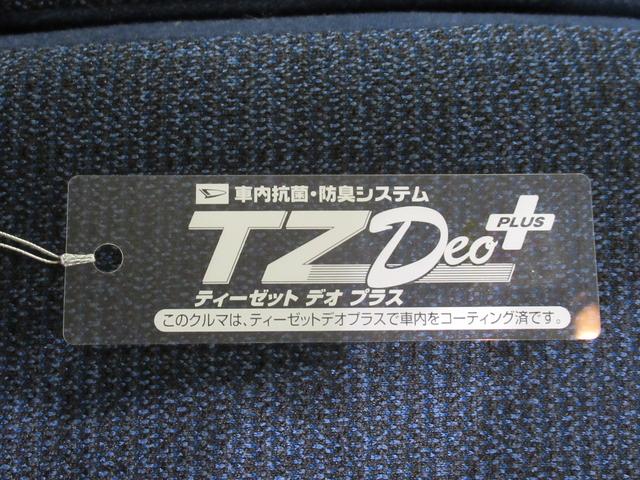 車内抗菌・防臭システム
TZ Deo PLUS
ティーゼット デオ プラス
このクルマは、ティーゼットデオプラスで車内をコーティング済です。